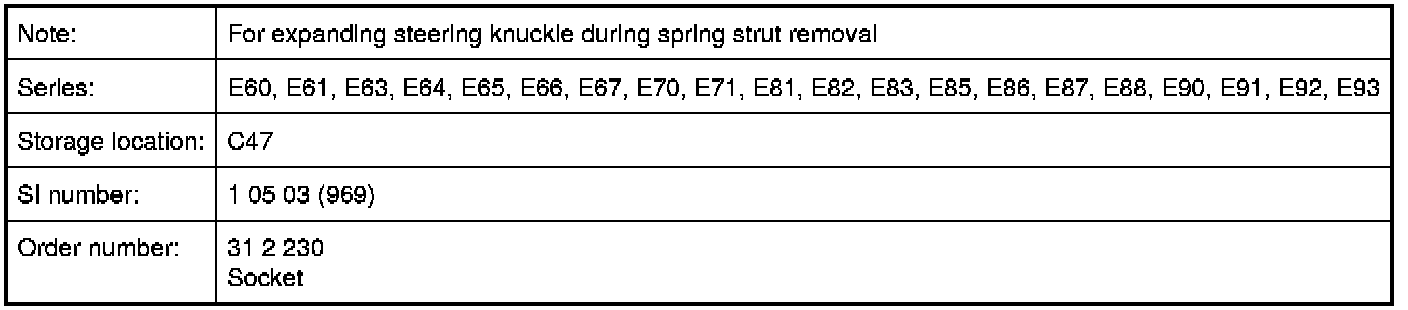 Note: For expanding steering knuckle during spring strut removal
Series: E60, E61, E63, E64, E65, E66, E67, E70, E71, E81, E82, E83, E85, E86, E87, E88, E90, E91, E92, E93
Storage location: C47
SI number: 1 05 03 (969)
Order number: 31 2 230
Socket